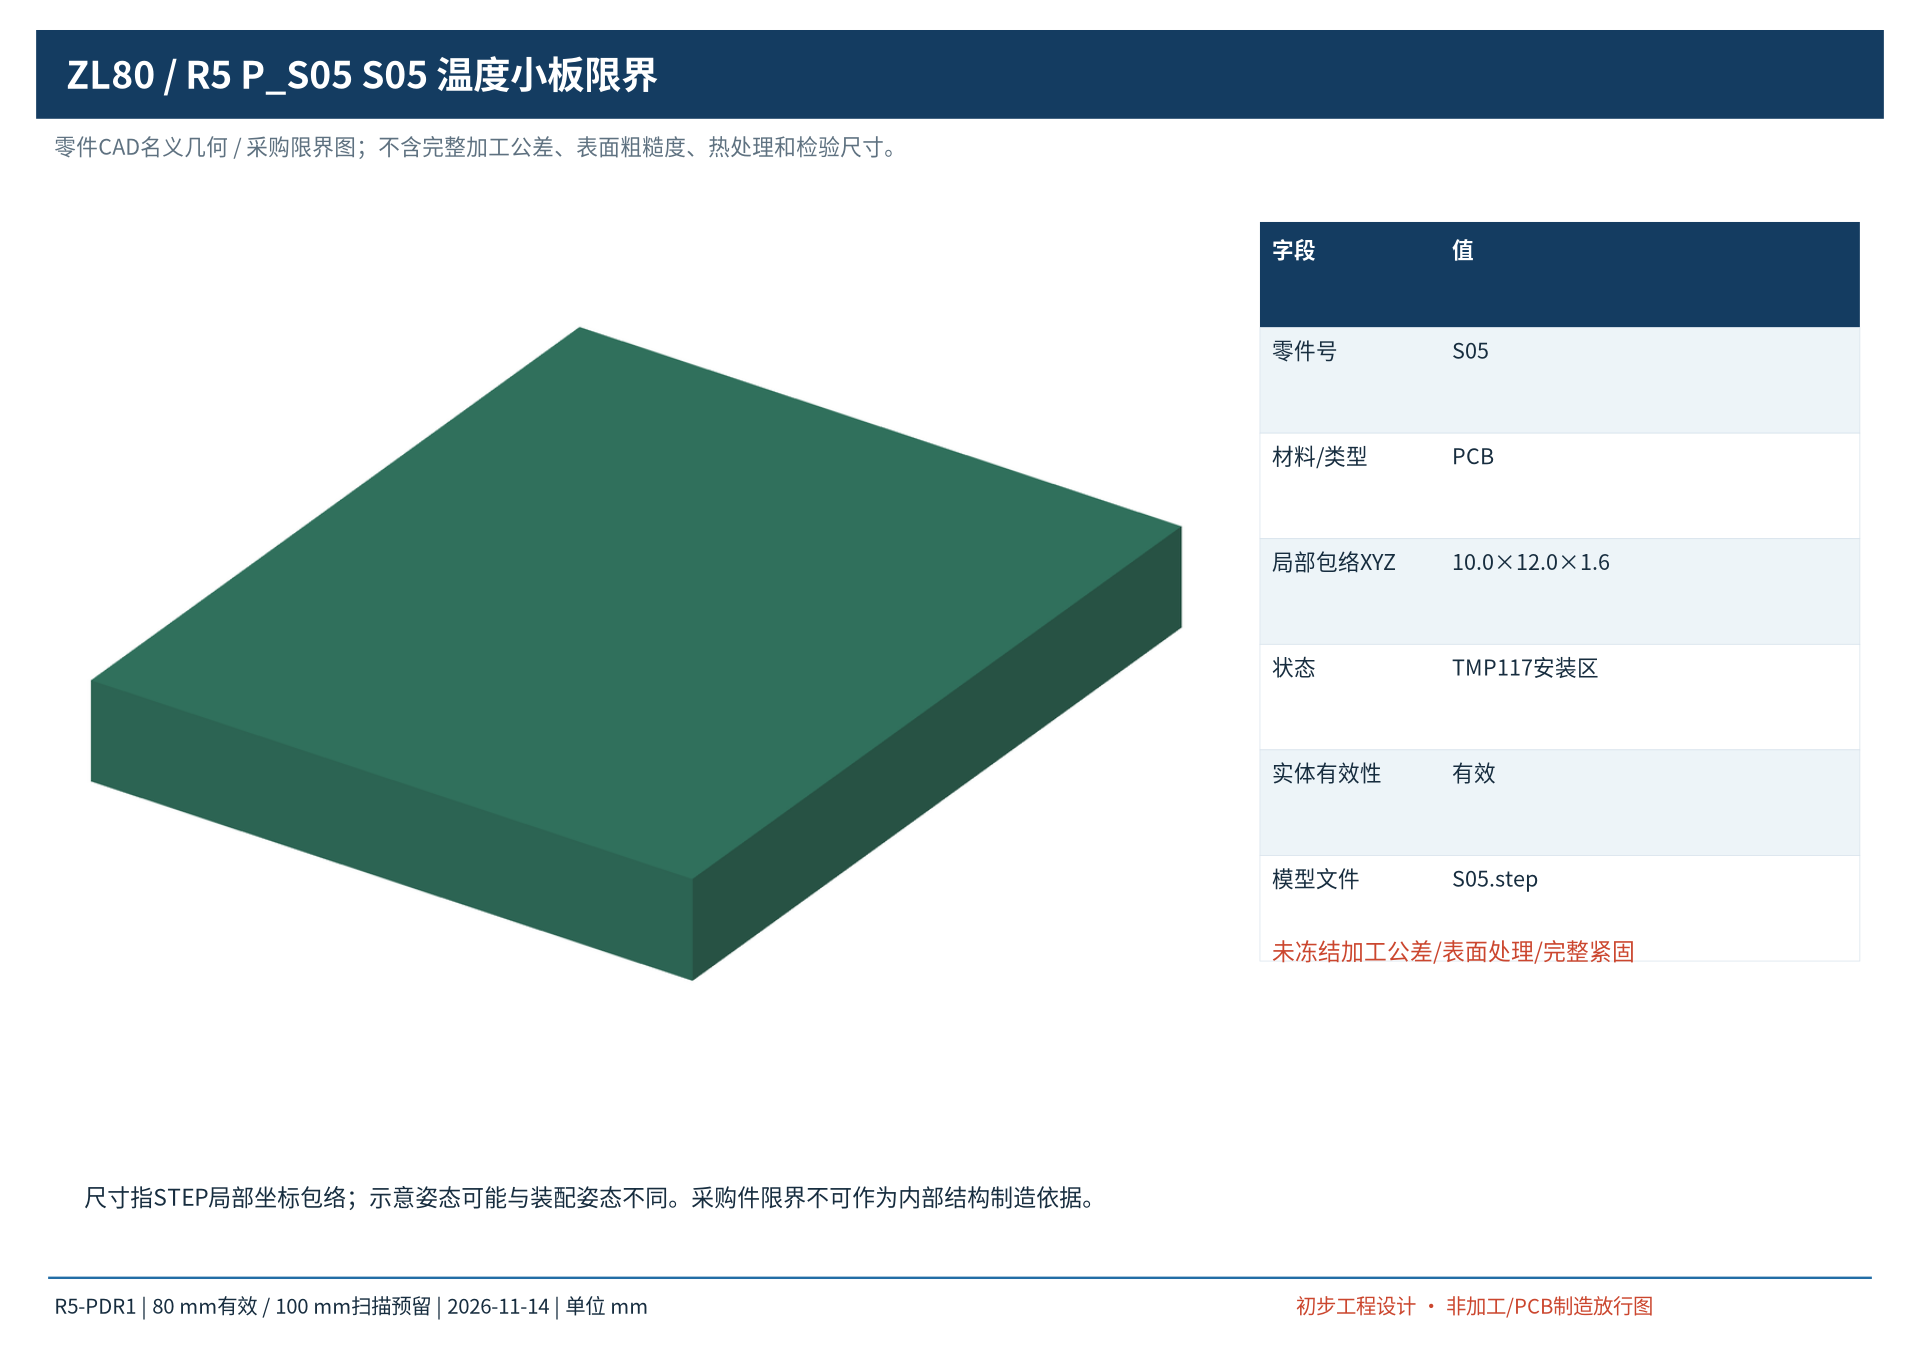 ZL80 / R5 P_S05 S05 温度小板限界
零件CAD名义几何 / 采购限界图；不含完整加工公差、表面粗糙度、热处理和检验尺寸。
字段 值
零件号 S05
材料/类型 PCB
局部包络XYZ 10.0×12.0×1.6
状态 TMP117安装区
实体有效性 有效
模型文件 S05.step
未冻结加工公差/表面处理/完整紧固
尺寸指STEP局部坐标包络；示意姿态可能与装配姿态不同。采购件限界不可作为内部结构制造依据。
R5-PDR1 | 80 mm有效 / 100 mm扫描预留 | 2026-11-14 | 单位 mm
初步工程设计 · 非加工/PCB制造放行图